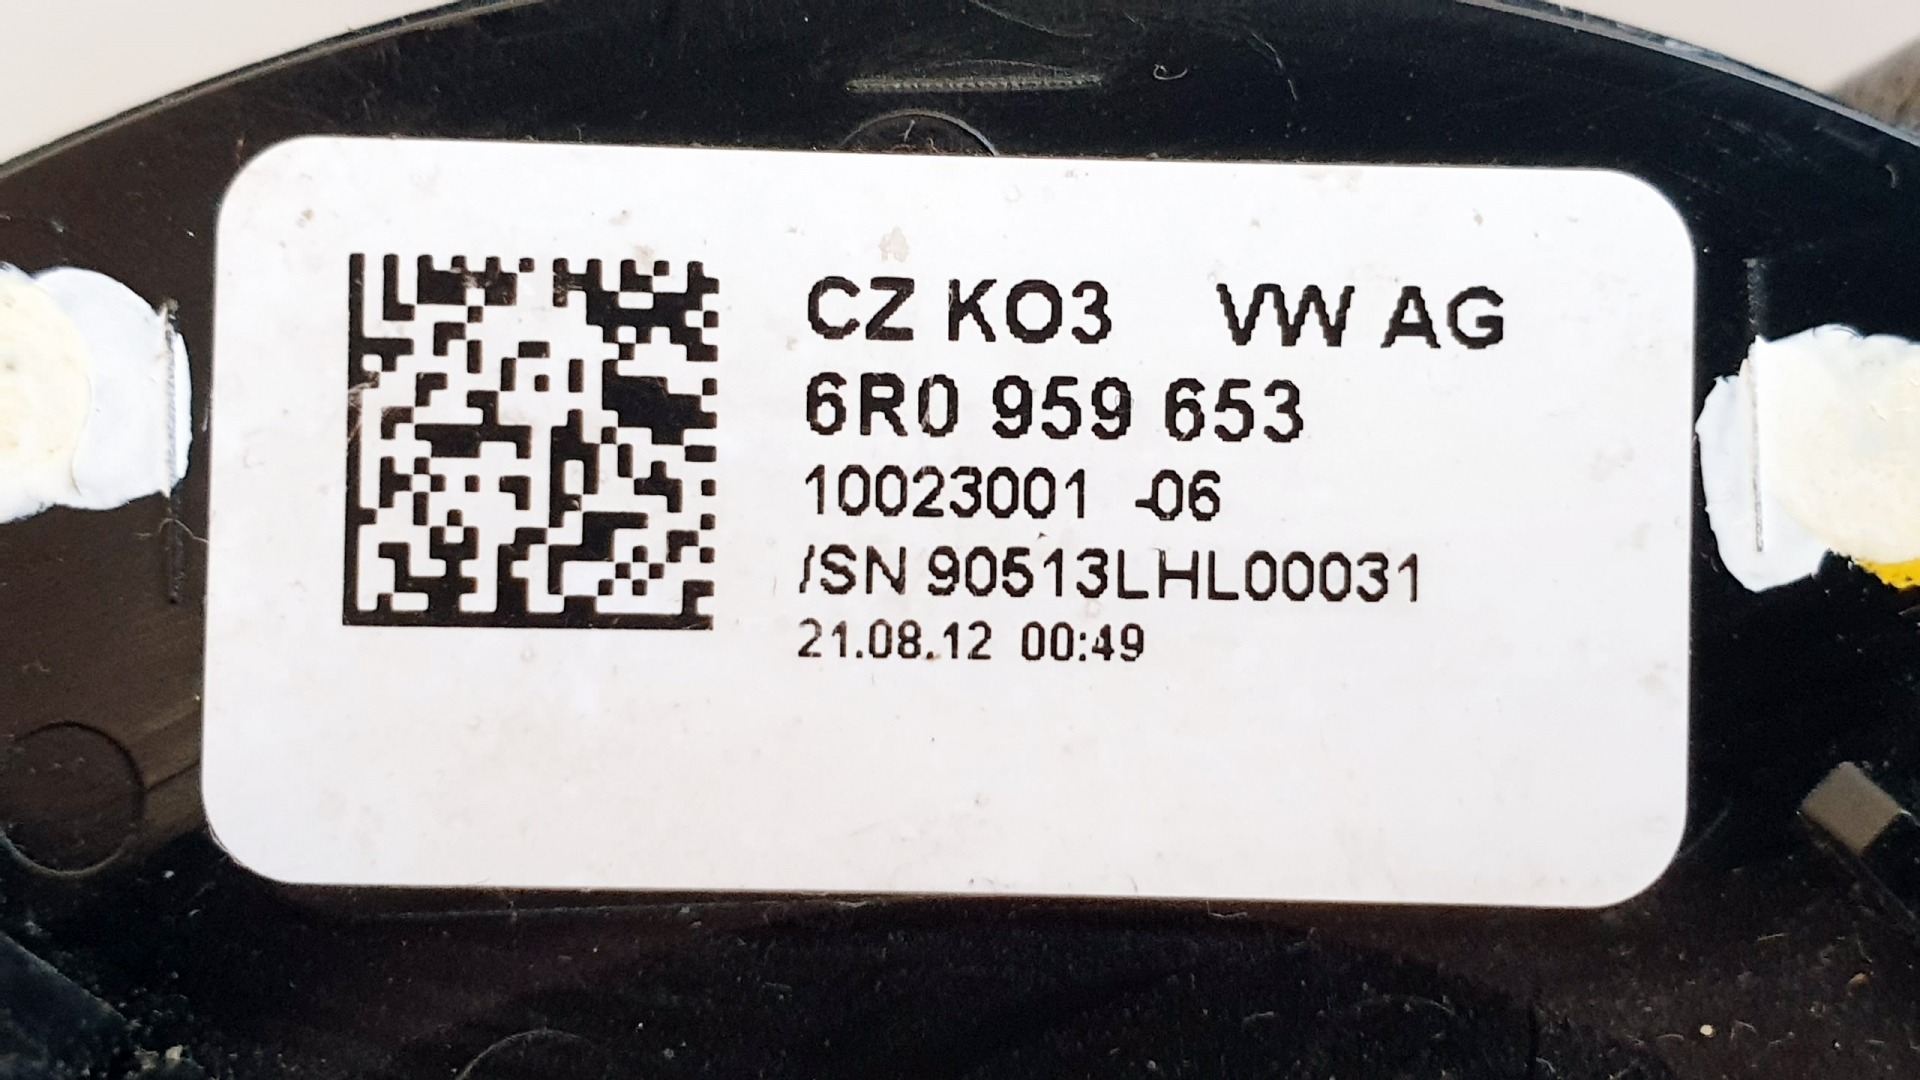 CZ KO3 VW AG
6R0 959 653
10023001 -06
/SN 90513LHL00031
21.08.12 00:49